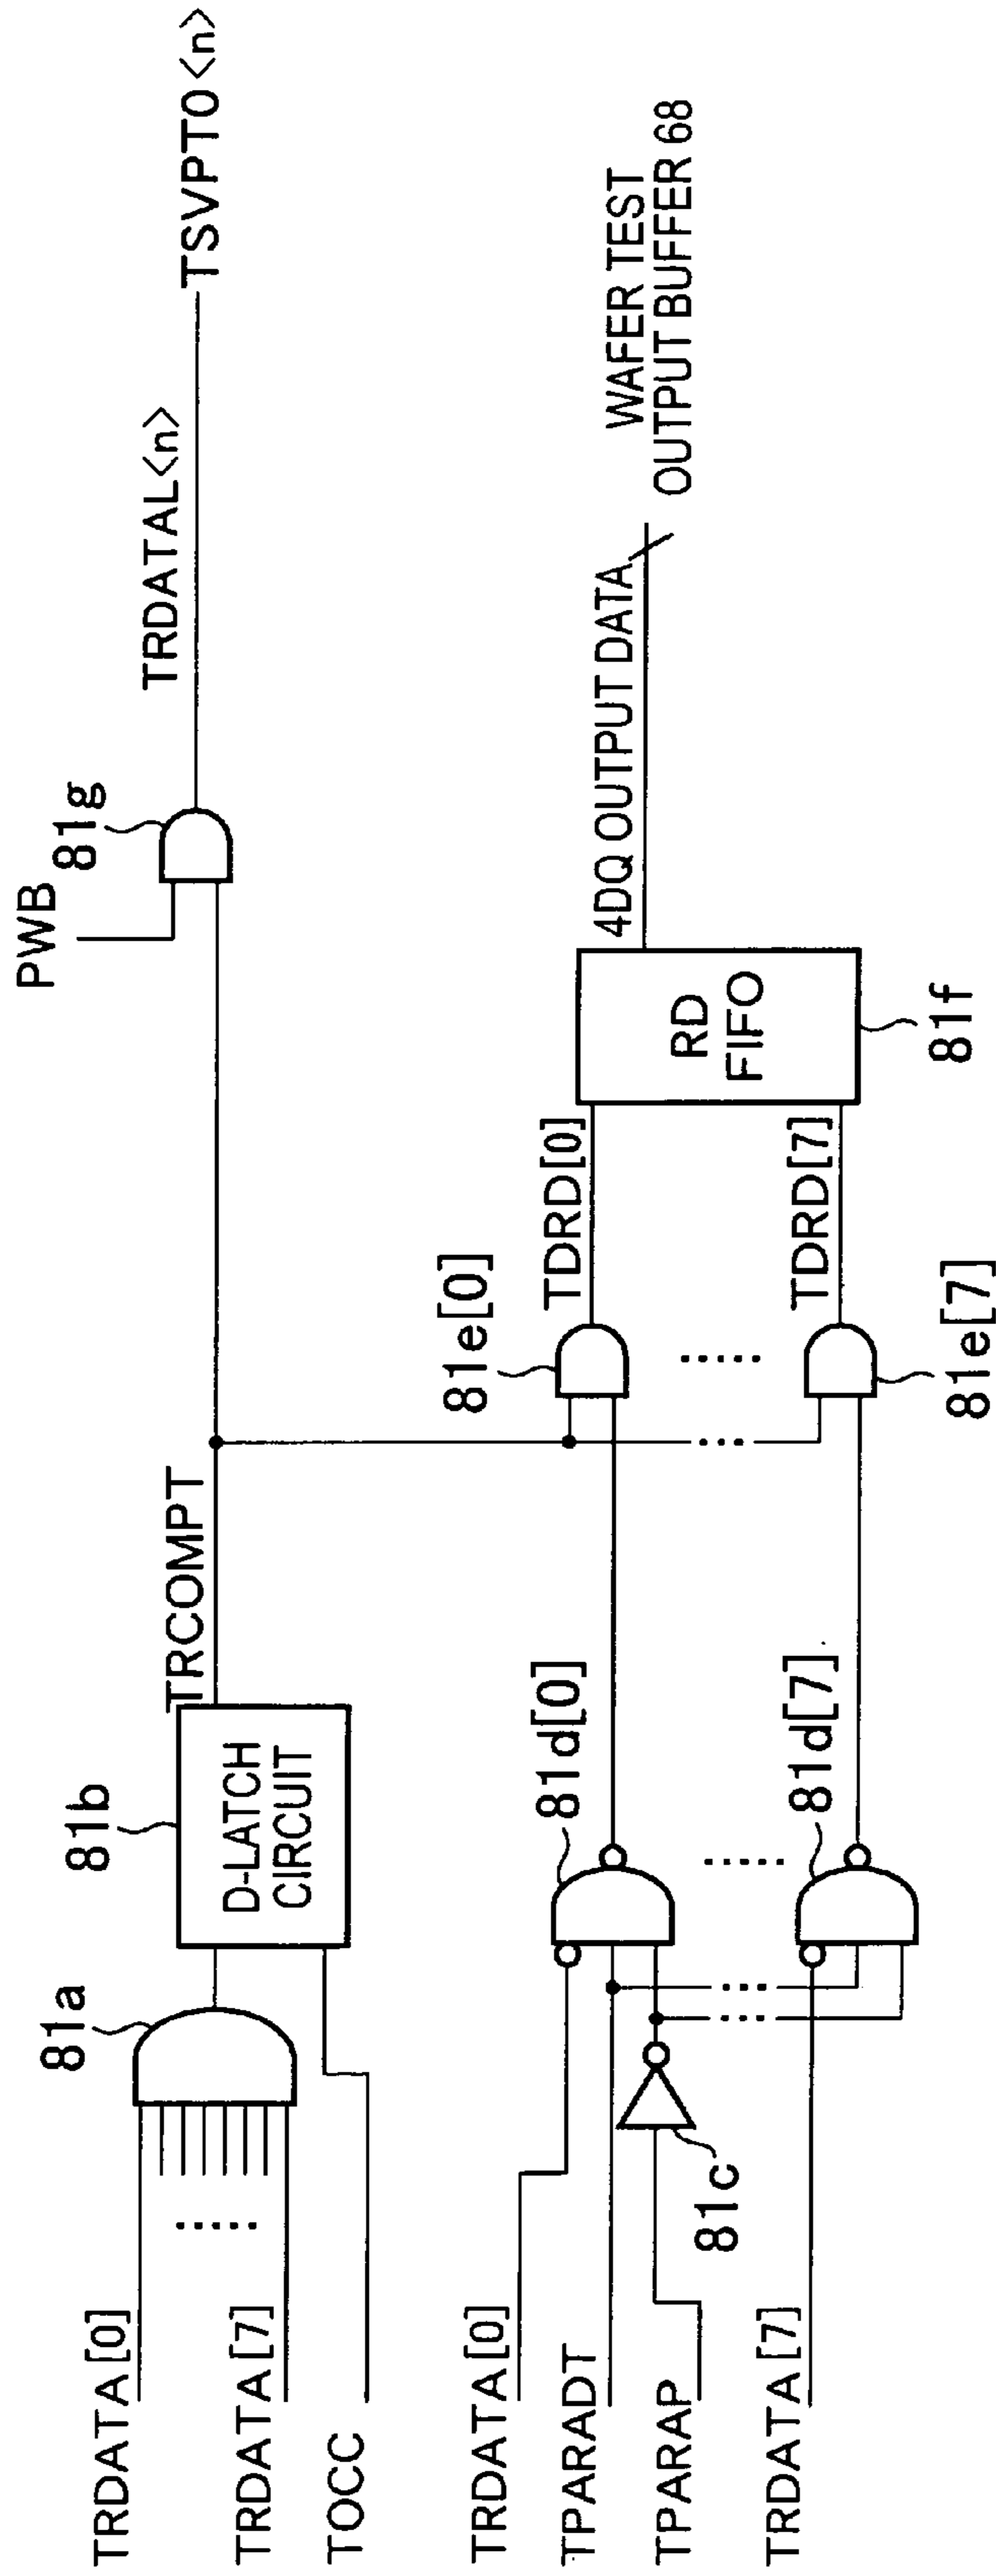 TRDATA[0]
TRDATA[7]
TOCC
81a
81b
D-LATCH
CIRCUIT
TRCOMPT
PWB
81g
TRDATAL<n>
TSVPT0<n>
TRDATA[0]
TPARADT
TPARAP
TRDATA[7]
81c
81d[0]
81d[7]
81e[0]
81e[7]
TDRD[0]
TDRD[7]
RD
FIFO
81f
4DQ OUTPUT DATA
WAFER TEST
OUTPUT BUFFER 68